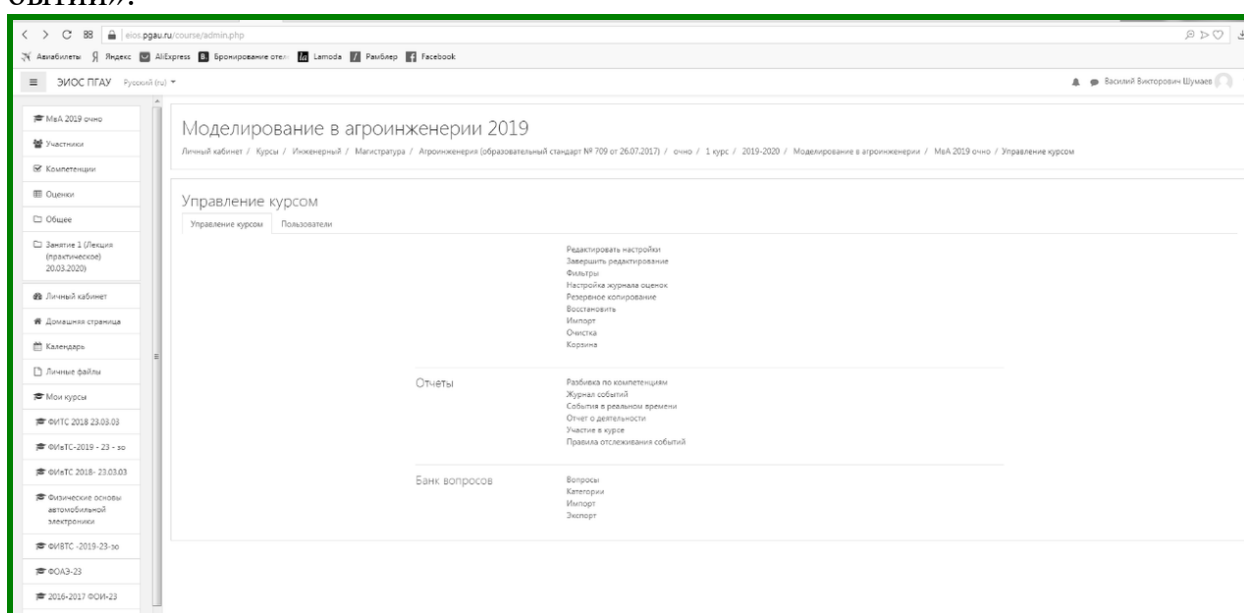 бытий».
eios.pgau.ru/course/admin.php
Авиабилеты Яндекс AliExpress Бронирование отел Lamoda Рамблер Facebook
ЭИОС ПГАУ Русский (ru)
Василий Викторович Шумаев
МвА 2019 очно
Участники
Компетенции
Оценки
Общее
Занятие 1 (Лекция
(практическое)
20.03.2020)
Личный кабинет
Домашняя страница
Календарь
Личные файлы
Мои курсы
ФИТС 2018 23.03.03
ФИвТС-2019 - 23 - зо
ФИвТС 2018- 23.03.03
Физические основы
автомобильной
электроники
ФИВТС -2019-23-зо
ФОАЭ-23
2016-2017 ФОИ-23
Моделирование в агроинженерии 2019
Личный кабинет / Курсы / Инженерный / Магистратура / Агроинженерия (образовательный стандарт № 709 от 26.07.2017) / очно / 1 курс / 2019-2020 / Моделирование в агроинженерии / МвА 2019 очно / Управление курсом
Управление курсом
Управление курсом Пользователи
Редактировать настройки
Завершить редактирование
Фильтры
Настройка журнала оценок
Резервное копирование
Восстановить
Импорт
Очистка
Корзина
Отчеты
Разбивка по компетенциям
Журнал событий
События в реальном времени
Отчет о деятельности
Участие в курсе
Правила отслеживания событий
Банк вопросов
Вопросы
Категории
Импорт
Экспорт